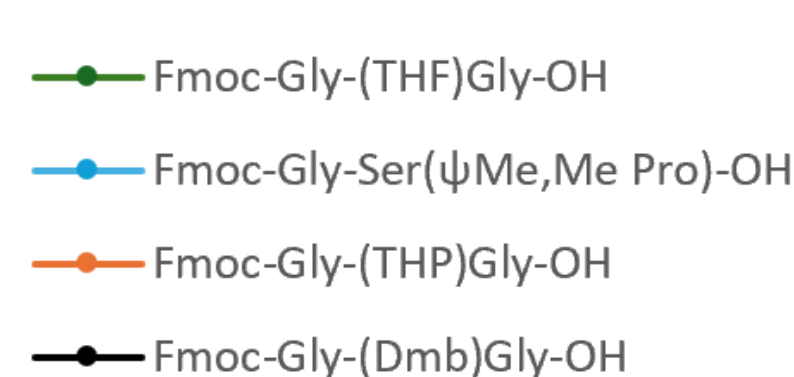 Fmoc-Gly-(THF)Gly-OH
Fmoc-Gly-Ser(ψMe,Me Pro)-OH
Fmoc-Gly-(THP)Gly-OH
Fmoc-Gly-(Dmb)Gly-OH